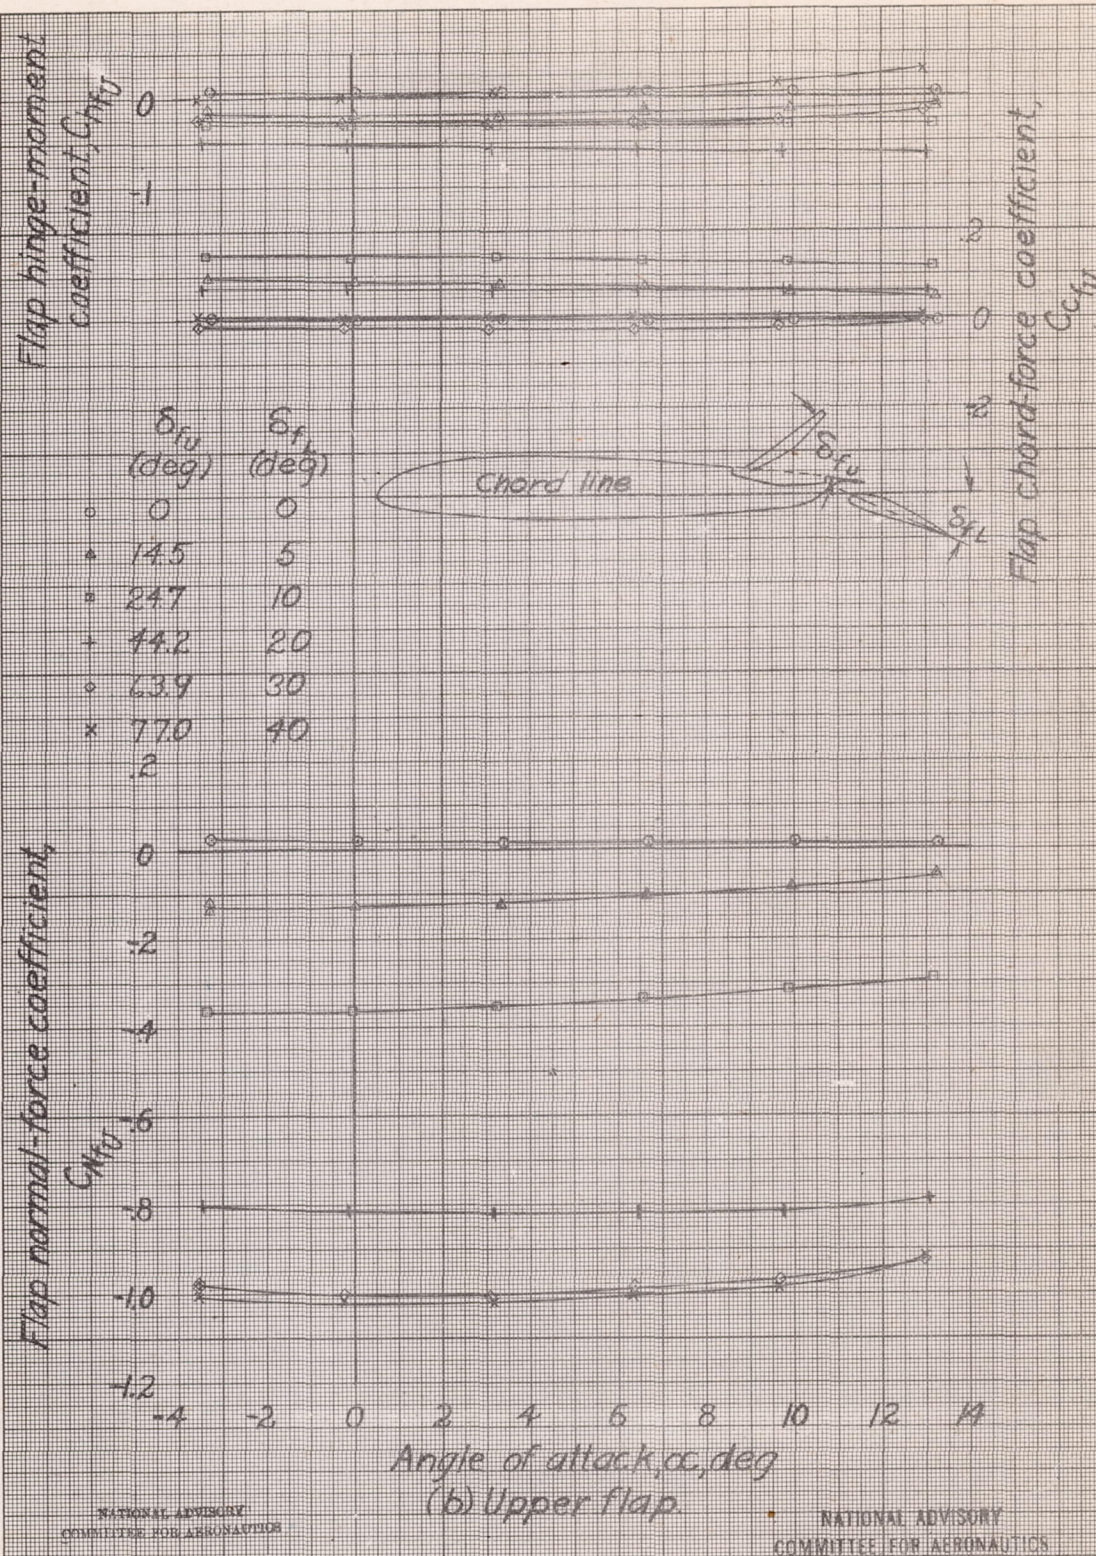 Flap hinge-moment
coefficient, C_hfU
0
-.1
Flap chord-force coefficient,
C_CfU
.2
0
-.2
δfU δfL
(deg) (deg)
0 0
14.5 5
24.7 10
44.2 20
63.9 30
77.0 40
Chord line
δfU
δfL
Flap normal-force coefficient,
C_NfU
.2
0
-.2
-.4
-.6
-.8
-1.0
-1.2
-4 -2 0 2 4 6 8 10 12 14
Angle of attack, α, deg
(b) Upper flap.
NATIONAL ADVISORY
COMMITTEE FOR AERONAUTICS
NATIONAL ADVISORY
COMMITTEE FOR AERONAUTICS